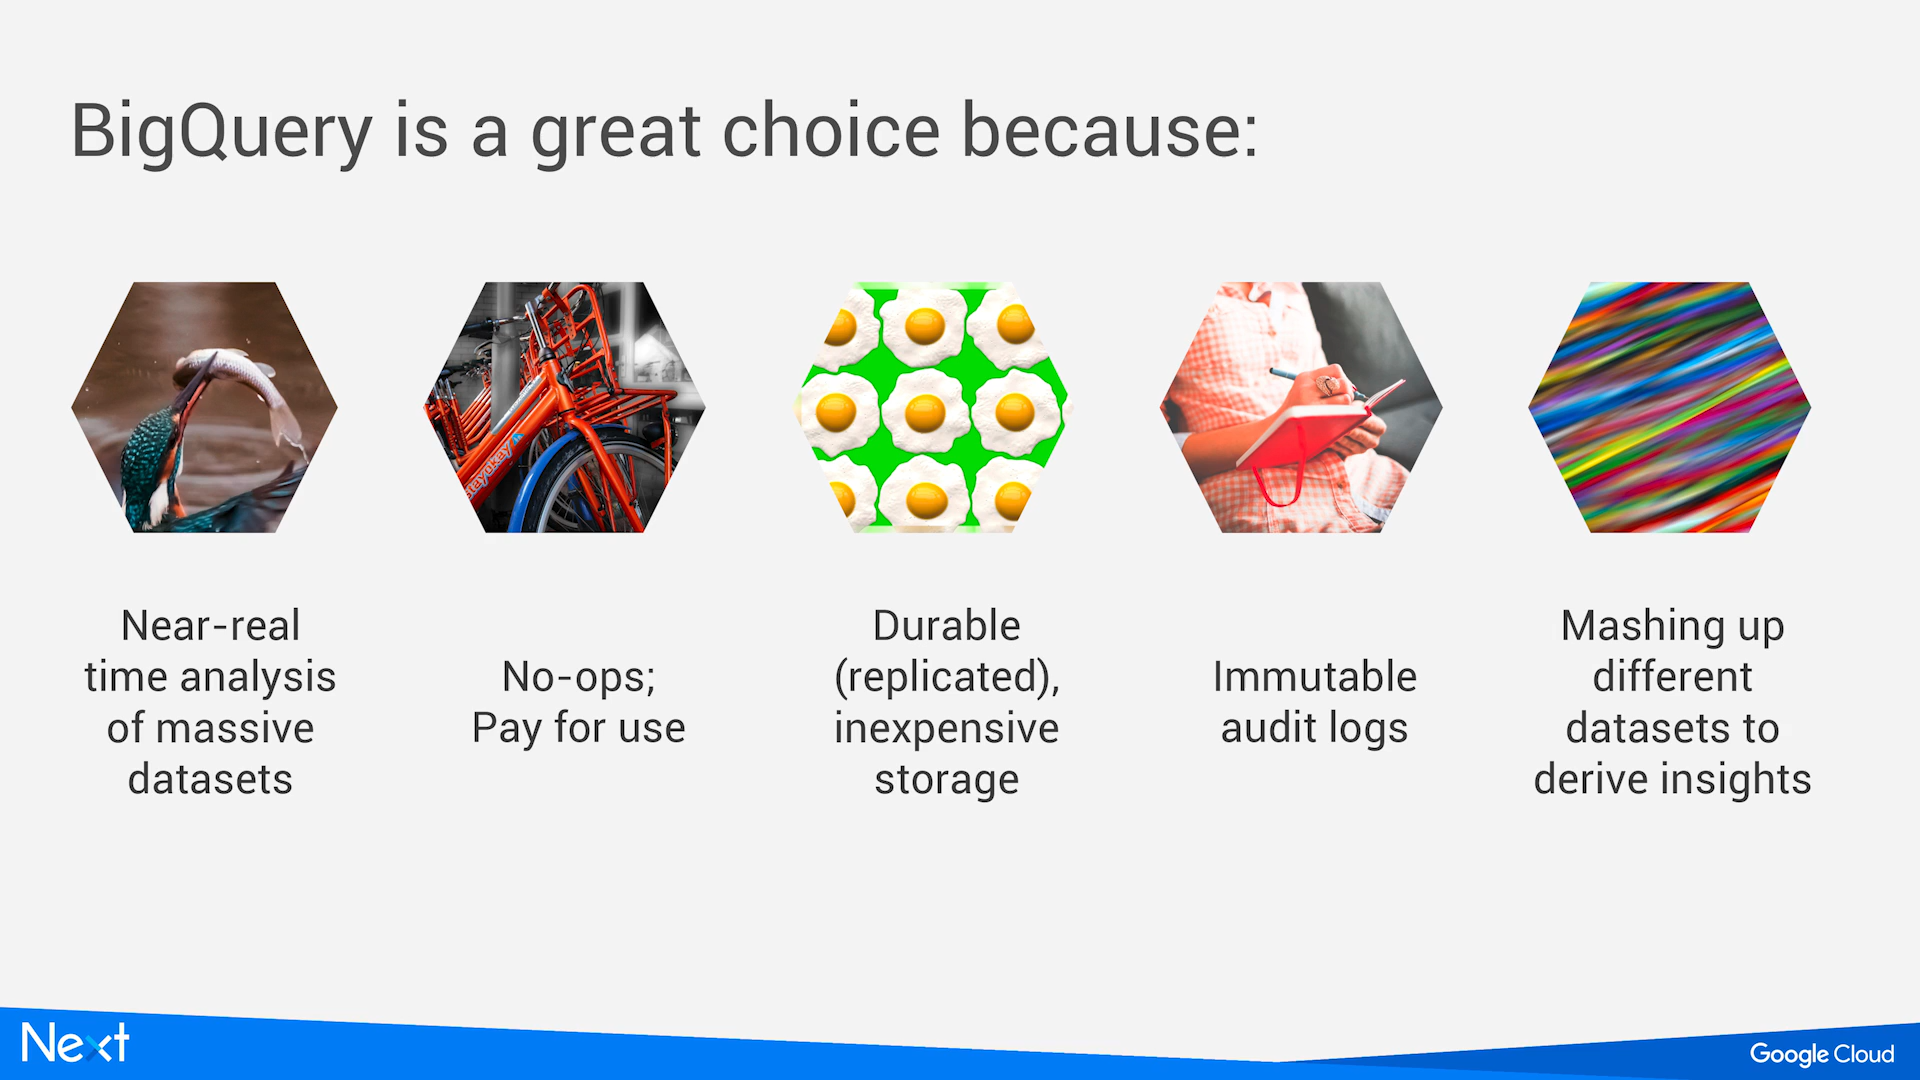 BigQuery is a great choice because:
stayokay
Near-real
time analysis
of massive
datasets
No-ops;
Pay for use
Durable
(replicated),
inexpensive
storage
Immutable
audit logs
Mashing up
different
datasets to
derive insights
Next
Google Cloud